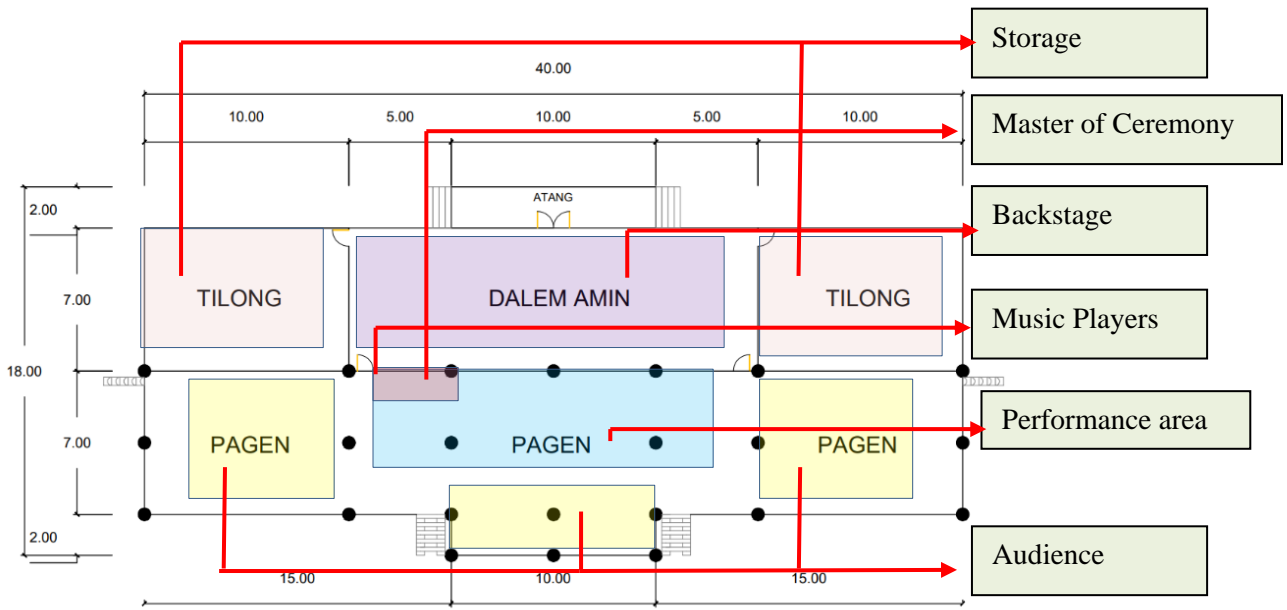 Storage
40.00
10.00 5.00 10.00 5.00 10.00
Master of Ceremony
2.00
ATANG
Backstage
7.00
TILONG DALEM AMIN TILONG
Music Players
18.00
7.00
PAGEN PAGEN PAGEN
Performance area
2.00
Audience
15.00 10.00 15.00